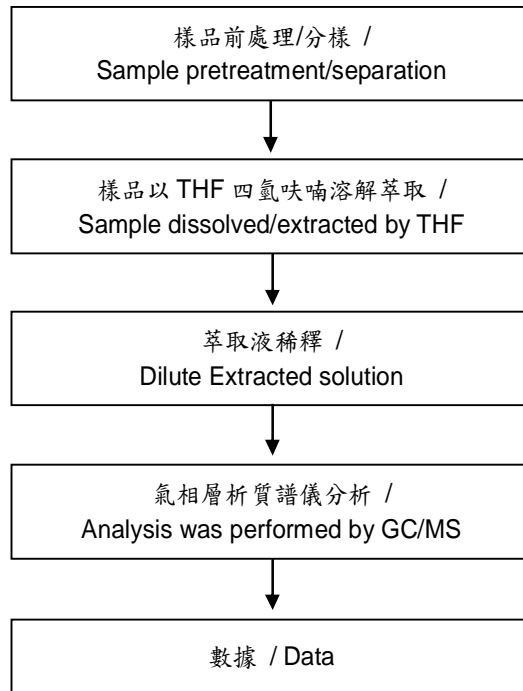 樣品前處理/分樣 /
Sample pretreatment/separation
樣品以 THF 四氫呋喃溶解萃取 /
Sample dissolved/extracted by THF
萃取液稀釋 /
Dilute Extracted solution
氣相層析質譜儀分析 /
Analysis was performed by GC/MS
數據 / Data